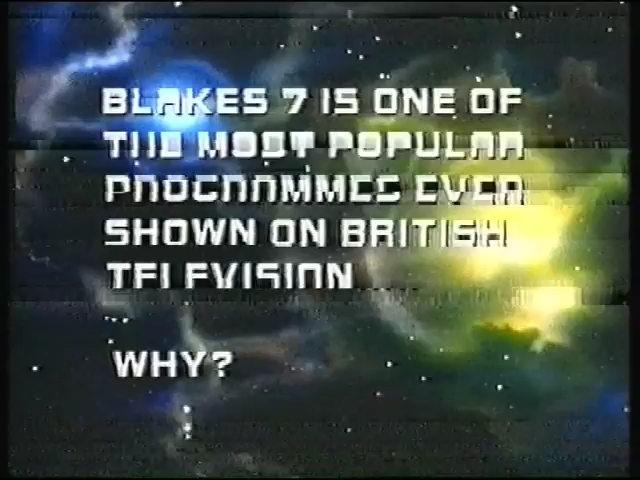 BLAKES 7 IS ONE OF
THE MOST POPULAR
PROGRAMMES EVER
SHOWN ON BRITISH
TELEVISION
WHY?